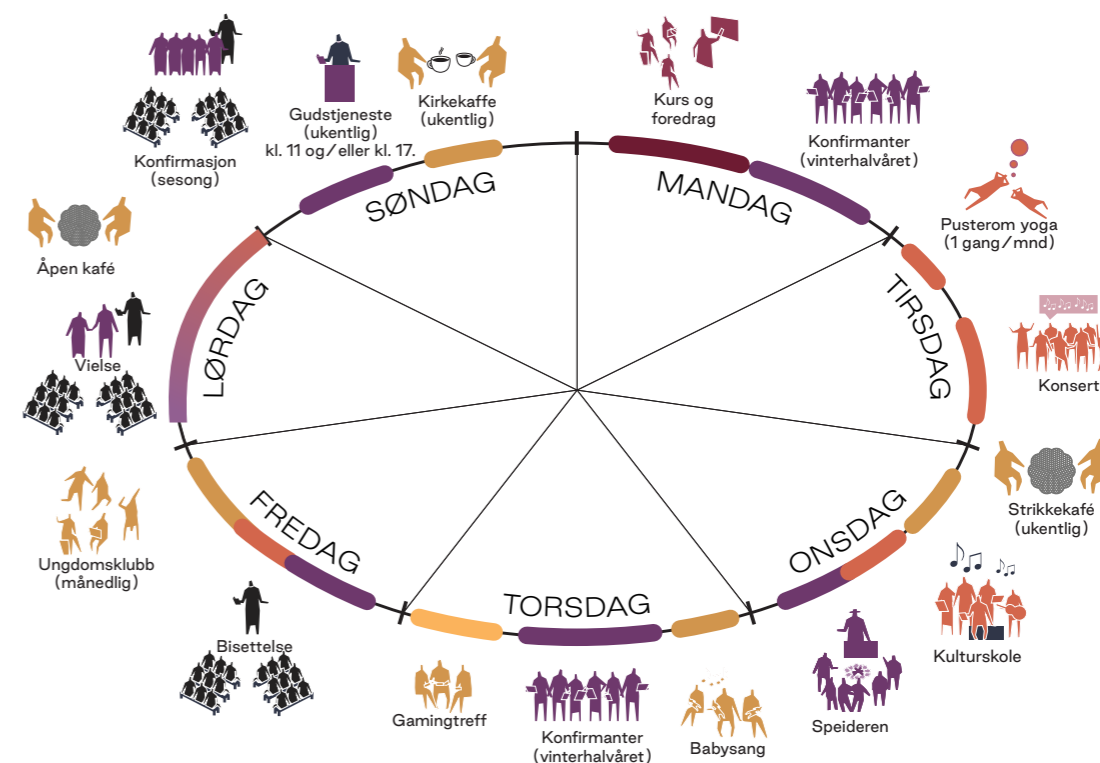 Kurs og
foredrag
Konfirmanter
(vinterhalvåret)
MANDAG
Pusterom yoga
(1 gang/mnd)
Konsert
TIRSDAG
Strikkekafé
(ukentlig)
Kulturskole
Speideren
ONSDAG
Babysang
Konfirmanter
(vinterhalvåret)
Gamingtreff
TORSDAG
Bisettelse
Ungdomsklubb
(månedlig)
FREDAG
Vielse
Åpen kafé
LØRDAG
Konfirmasjon
(sesong)
Gudstjeneste
(ukentlig)
kl. 11 og/eller kl. 17.
Kirkekaffe
(ukentlig)
SØNDAG